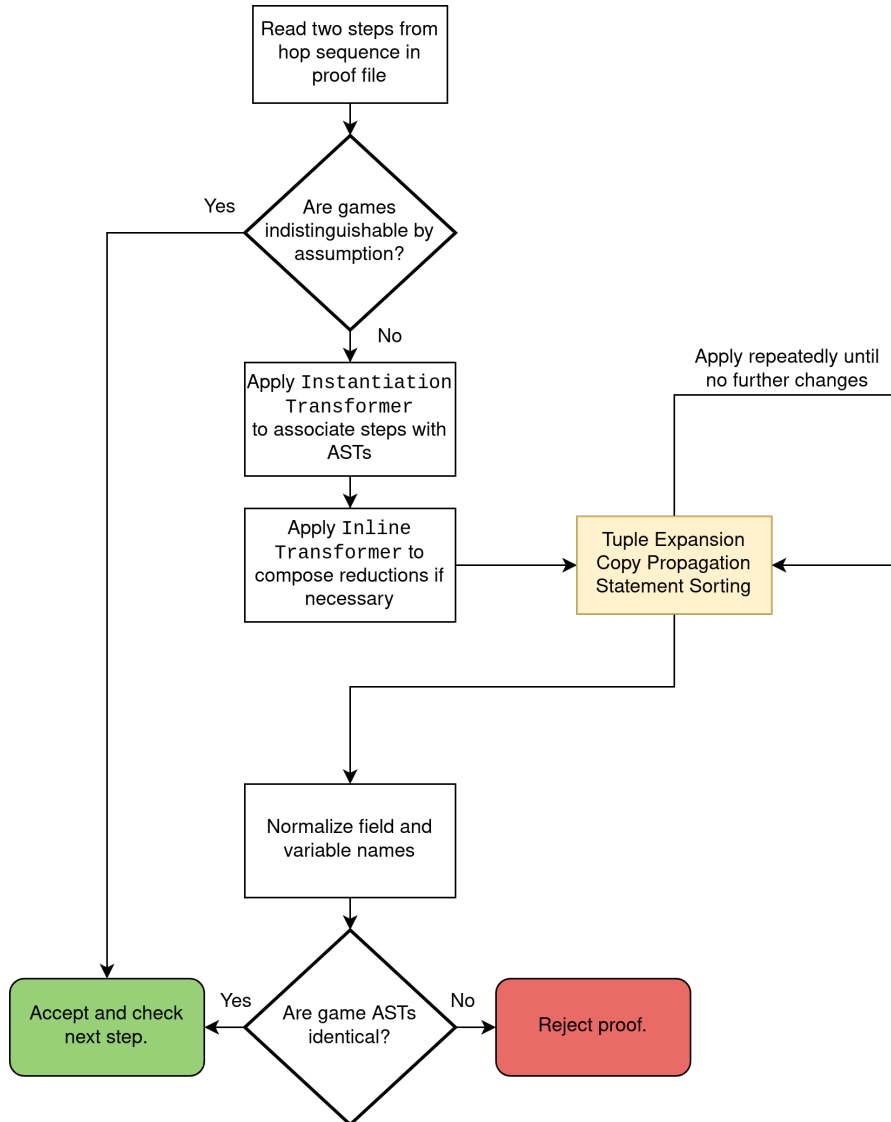 Read two steps from
hop sequence in
proof file
Yes
Are games
indistinguishable by
assumption?
No
Apply Instantiation
Transformer
to associate steps with
ASTs
Apply repeatedly until
no further changes
Apply Inline
Transformer to
compose reductions if
necessary
Tuple Expansion
Copy Propagation
Statement Sorting
Normalize field and
variable names
Accept and check
next step.
Yes
Are game ASTs
identical?
No
Reject proof.